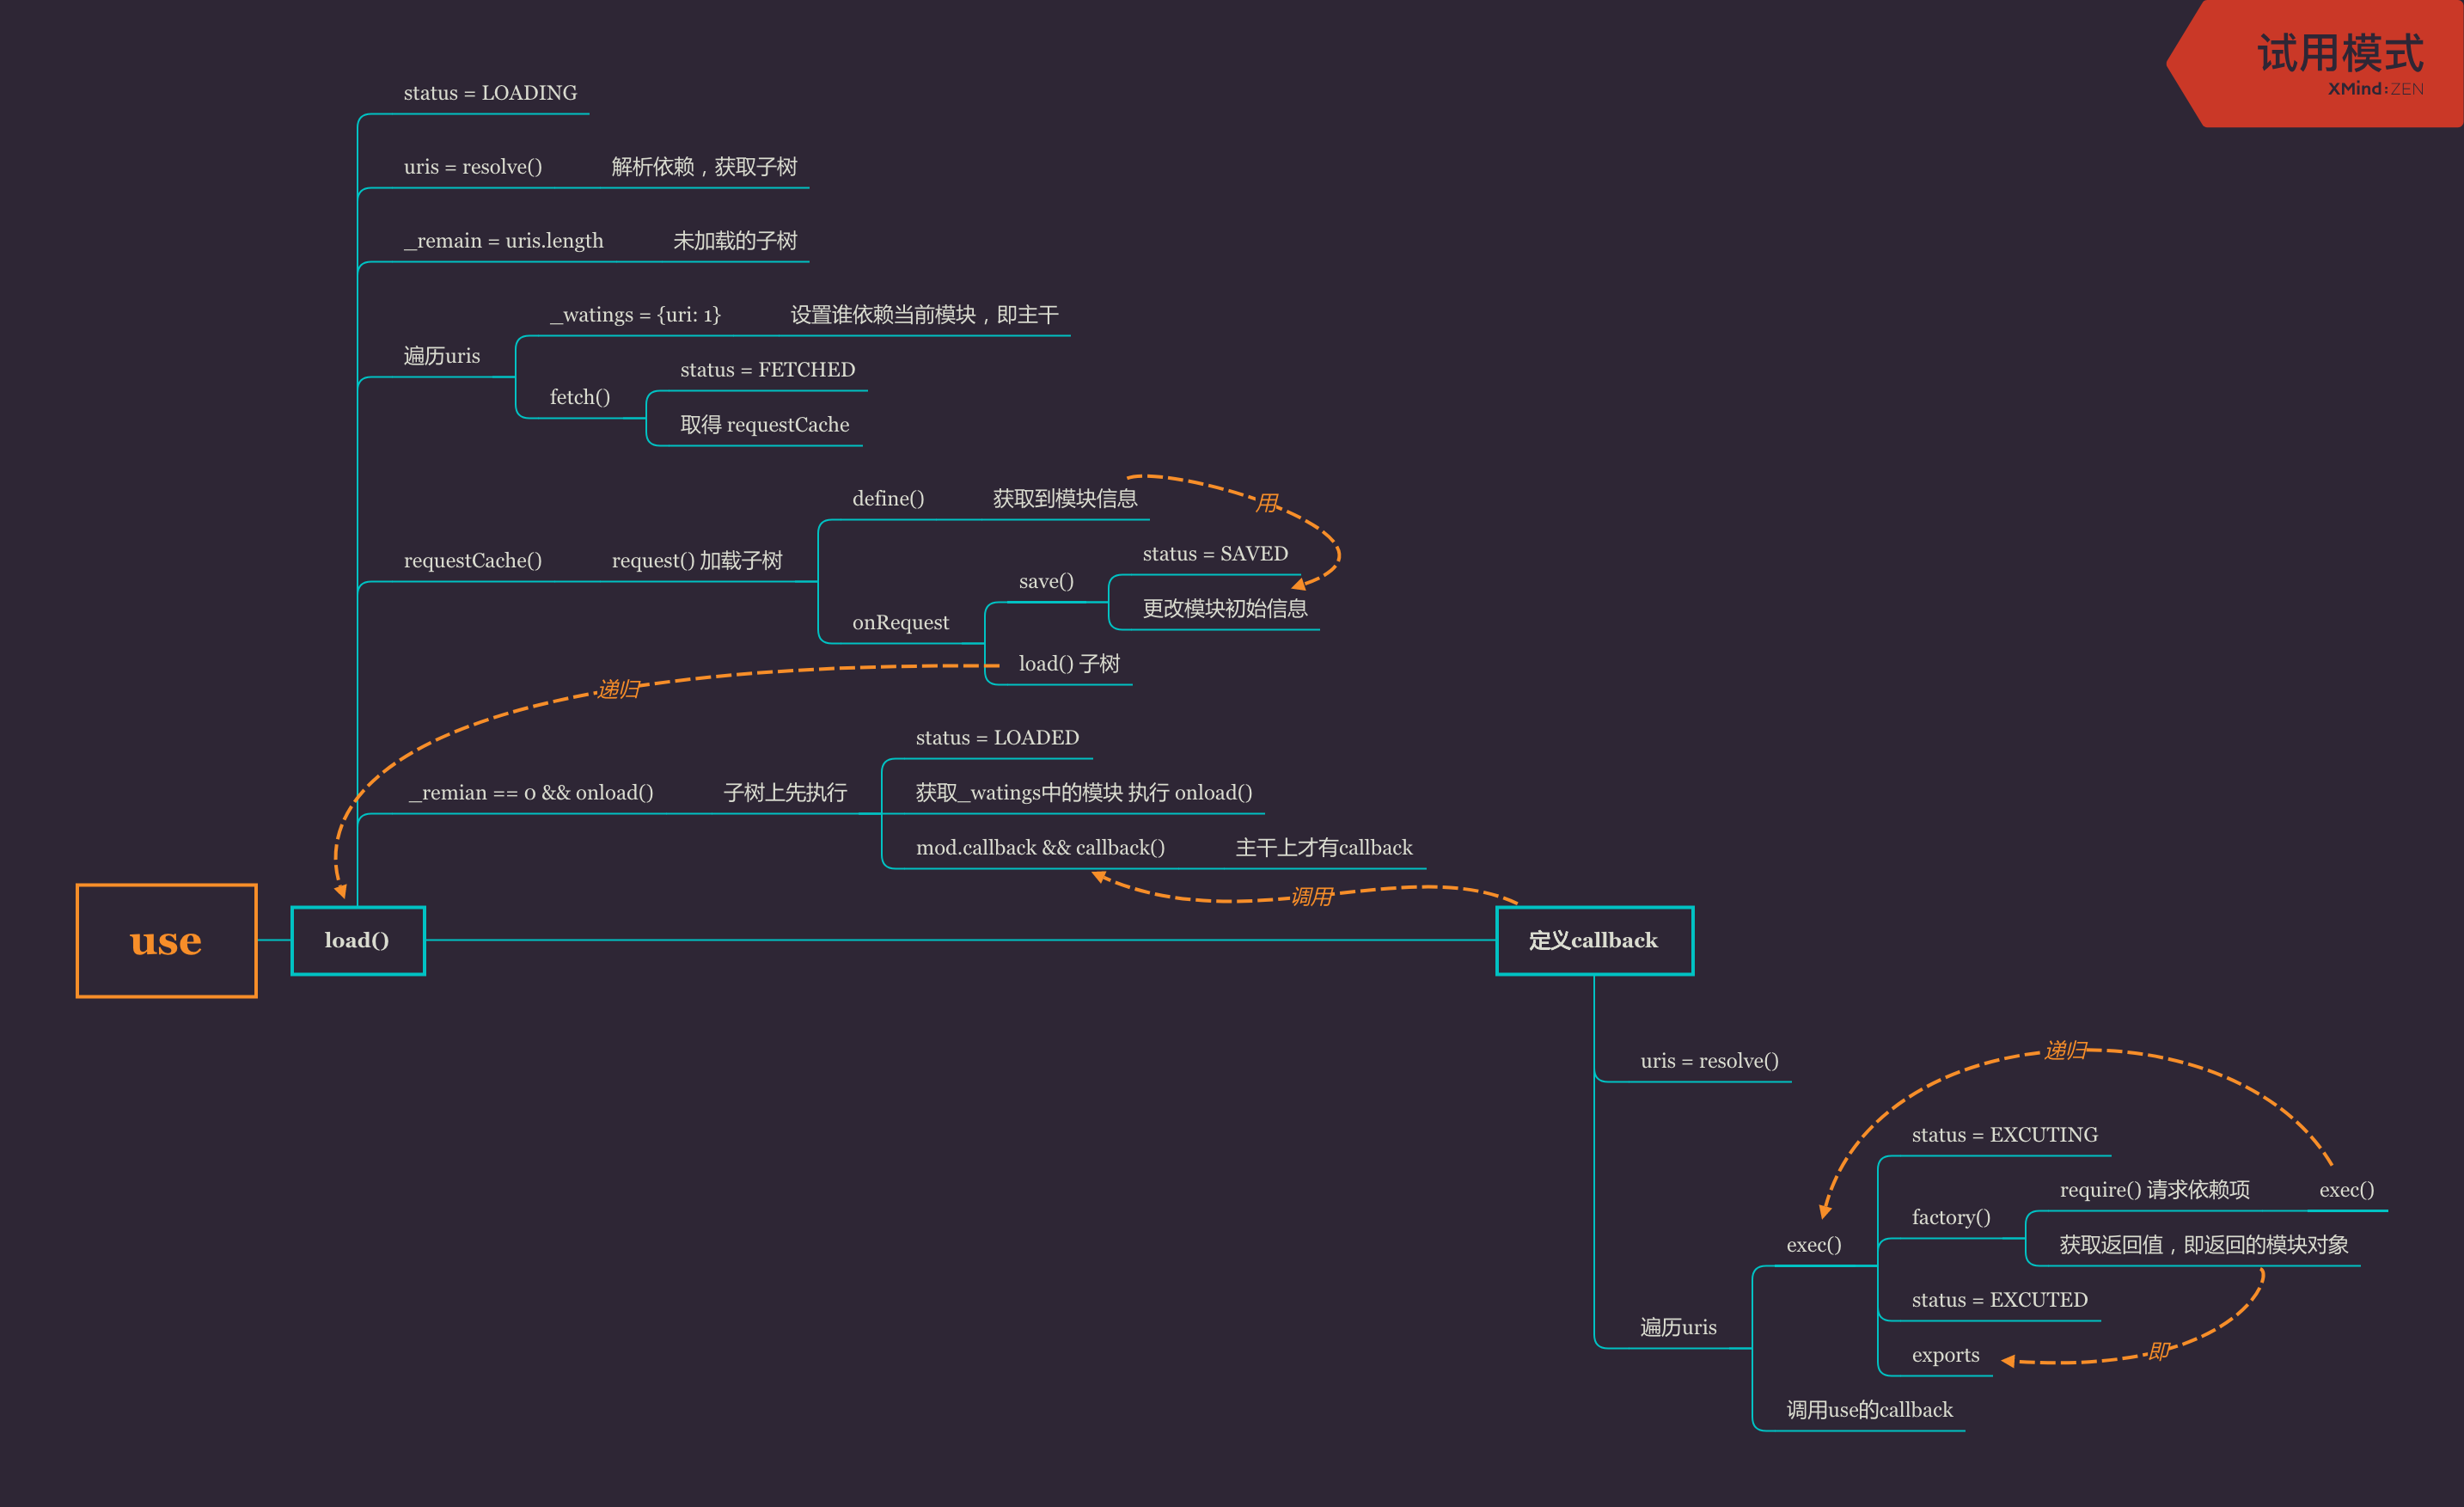 试用模式
XMind:ZEN
status = LOADING
uris = resolve() 解析依赖，获取子树
_remain = uris.length 未加载的子树
_watings = {uri: 1} 设置谁依赖当前模块，即主干
遍历uris
status = FETCHED
fetch()
取得 requestCache
define() 获取到模块信息
用
status = SAVED
requestCache() request() 加载子树
save()
更改模块初始信息
onRequest
load() 子树
递归
status = LOADED
_remian == 0 && onload() 子树上先执行
获取_watings中的模块 执行 onload()
mod.callback && callback() 主干上才有callback
调用
use
load()
定义callback
uris = resolve()
递归
status = EXCUTING
require() 请求依赖项 exec()
factory()
exec()
获取返回值，即返回的模块对象
status = EXCUTED
遍历uris
exports
即
调用use的callback